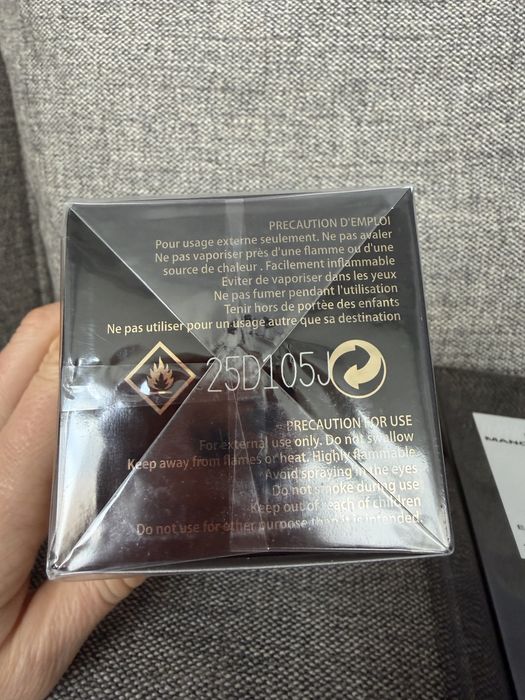 PRECAUTION D'EMPLOI
Pour usage externe seulement. Ne pas avaler
Ne pas vaporiser près d'une flamme ou d'une
source de chaleur . Facilement inflammable
Eviter de vaporiser dans les yeux
Ne pas fumer pendant l'utilisation
Tenir hors de portèe des enfants
Ne pas utiliser pour un usage autre que sa destination
25D105J
PRECAUTION FOR USE
For external use only. Do not swallow
Keep away from flames or heat. Highly flammable.
Avoid spraying in the eyes
Do not smoke during use
Keep out of reach of children
Do not use for other purpose than it is intended.